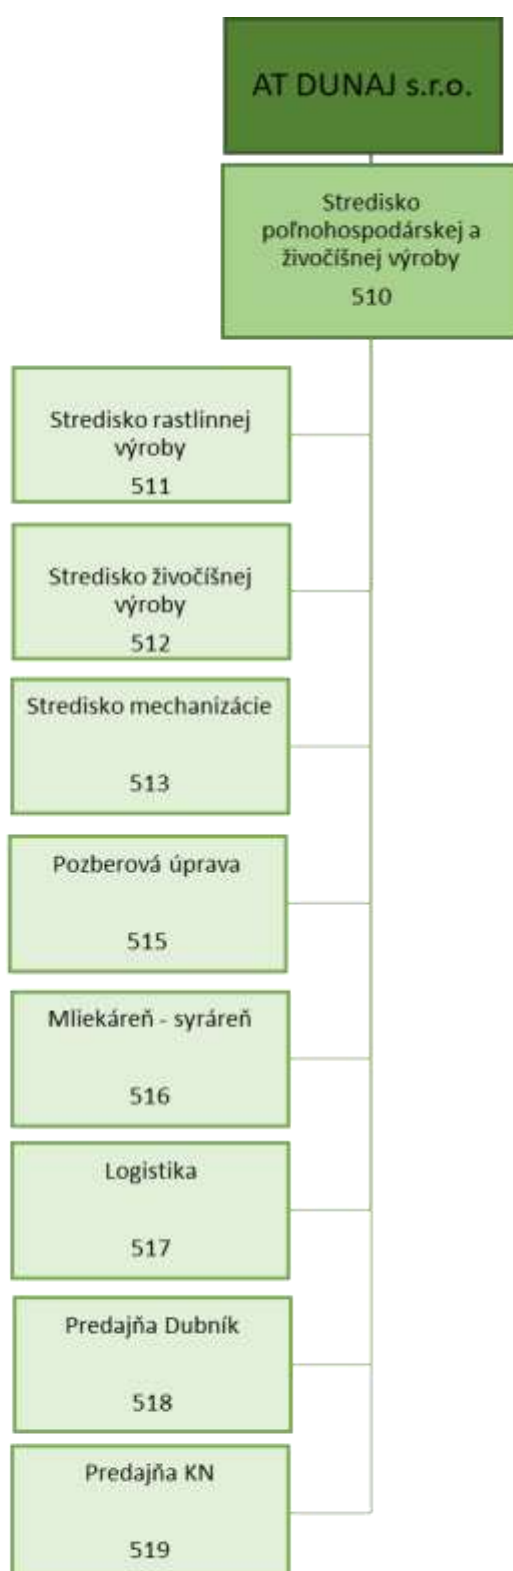 AT DUNAJ s.r.o.
Stredisko
poľnohospodárskej a
živočíšnej výroby
510
Stredisko rastlinnej
výroby
511
Stredisko živočíšnej
výroby
512
Stredisko mechanizácie
513
Pozberová úprava
515
Mliekáreň - syráreň
516
Logistika
517
Predajňa Dubník
518
Predajňa KN
519